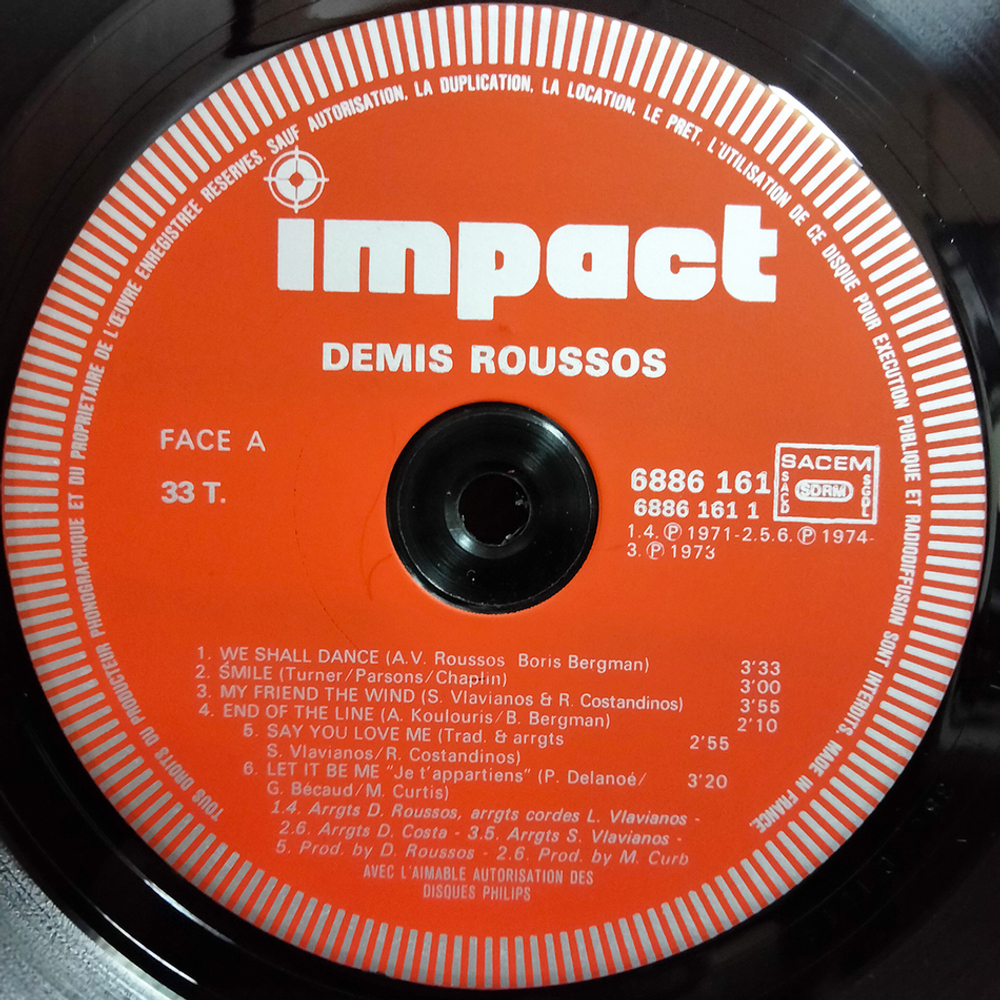 TOUS DROITS DU PRODUCTEUR PHONOGRAPHIQUE ET DU PROPRIETAIRE DE L'ŒUVRE ENREGISTREE RESERVES. SAUF AUTORISATION, LA DUPLICATION, LA LOCATION, LE PRET, L'UTILISATION DE CE DISQUE POUR EXECUTION PUBLIQUE ET RADIODIFFUSION SONT INTERDITS. MADE IN FRANCE.
impact
DEMIS ROUSSOS
FACE A
33 T.
6886 161
6886 161 1
SACEM
SACD
SDRM
SGDL
1.4. Ⓟ 1971-2.5.6. Ⓟ 1974-
3. Ⓟ 1973
1. WE SHALL DANCE (A.V. Roussos Boris Bergman) 3'33
2. SMILE (Turner/Parsons/Chaplin) 3'00
3. MY FRIEND THE WIND (S. Vlavianos & R. Costandinos) 3'55
4. END OF THE LINE (A. Koulouris/B. Bergman) 2'10
5. SAY YOU LOVE ME (Trad. & arrgts 2'55
S. Vlavianos/R. Costandinos)
6. LET IT BE ME "Je t'appartiens" (P. Delanoé/ 3'20
G. Bécaud/M. Curtis)
1.4. Arrgts D. Roussos, arrgts cordes L. Vlavianos -
2.6. Arrgts D. Costa - 3.5. Arrgts S. Vlavianos -
5. Prod. by D. Roussos - 2.6. Prod. by M. Curb
AVEC L'AIMABLE AUTORISATION DES
DISQUES PHILIPS